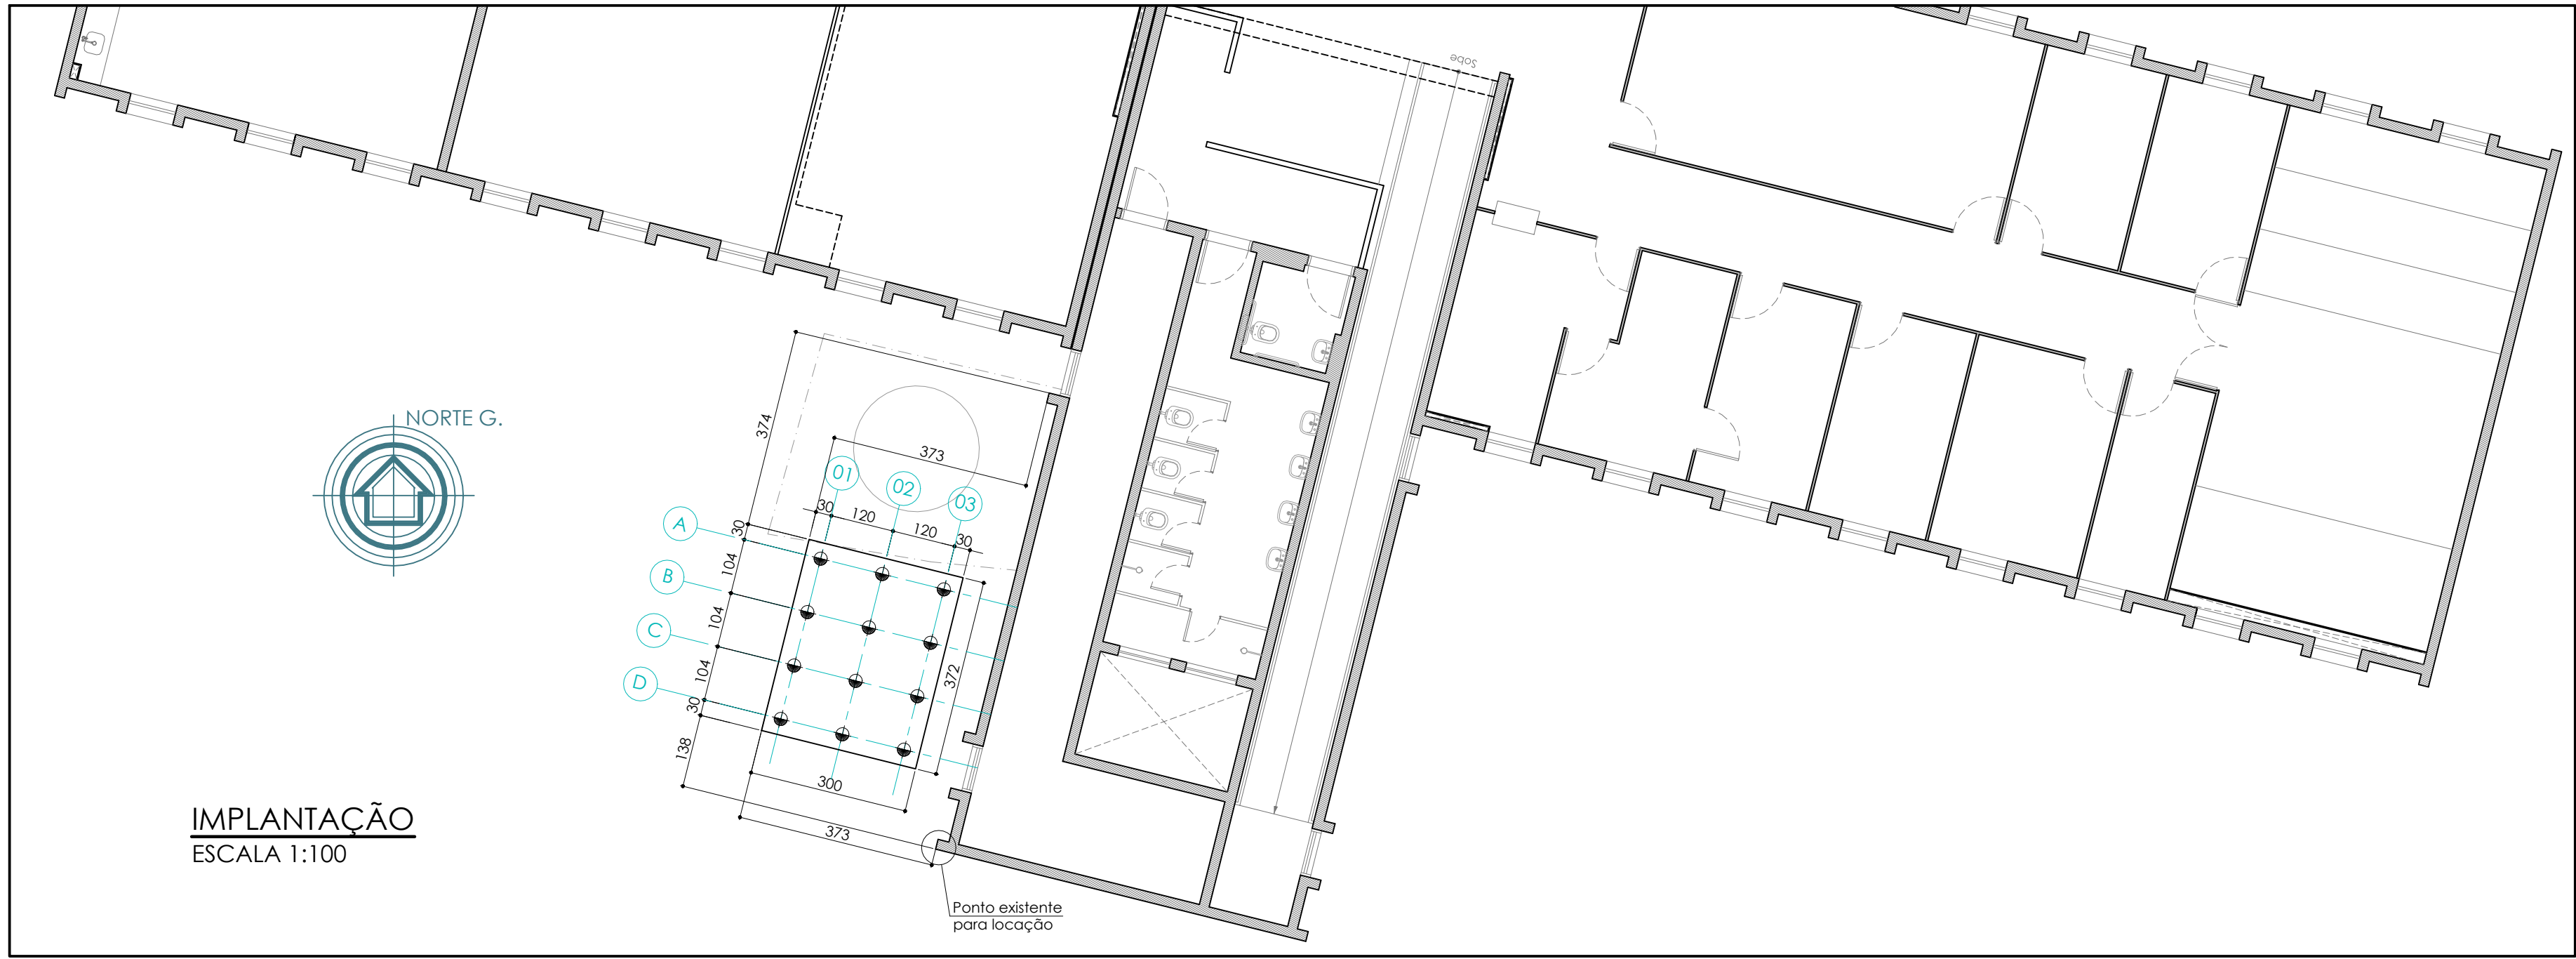 Sobe
NORTE G.
374
373
01
02
03
30
120
120
30
A
B
C
D
30
104
104
104
30
138
372
300
373
IMPLANTAÇÃO
ESCALA 1:100
Ponto existente
para locação